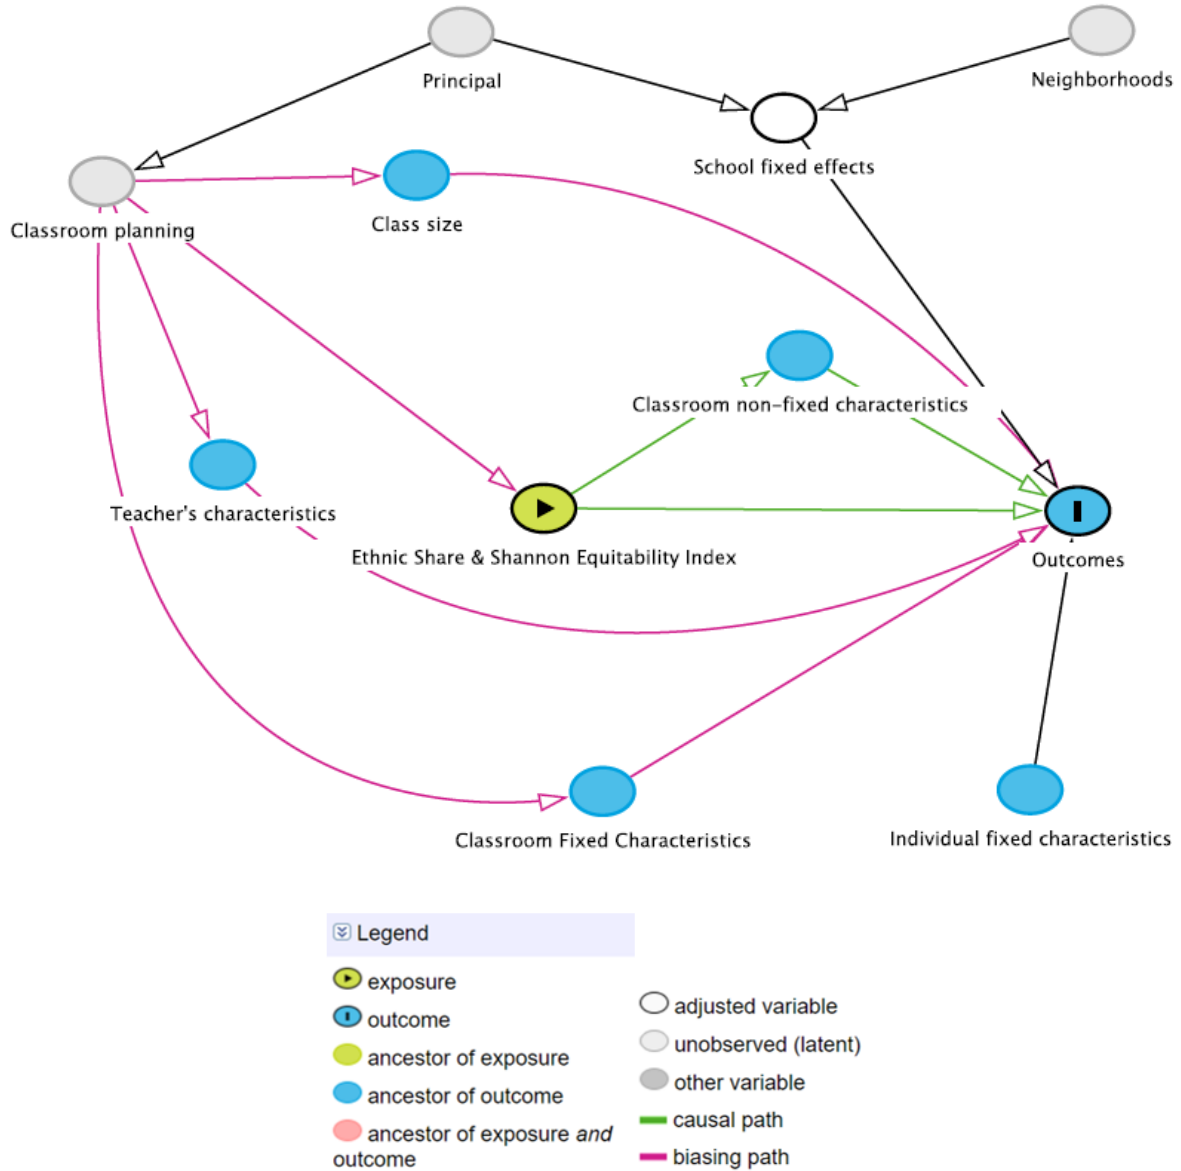 Principal
Neighborhoods
School fixed effects
Classroom planning
Class size
Classroom non-fixed characteristics
Teacher's characteristics
Ethnic Share & Shannon Equitability Index
Outcomes
Classroom Fixed Characteristics
Individual fixed characteristics
Legend
exposure
outcome
ancestor of exposure
ancestor of outcome
ancestor of exposure and
outcome
adjusted variable
unobserved (latent)
other variable
causal path
biasing path